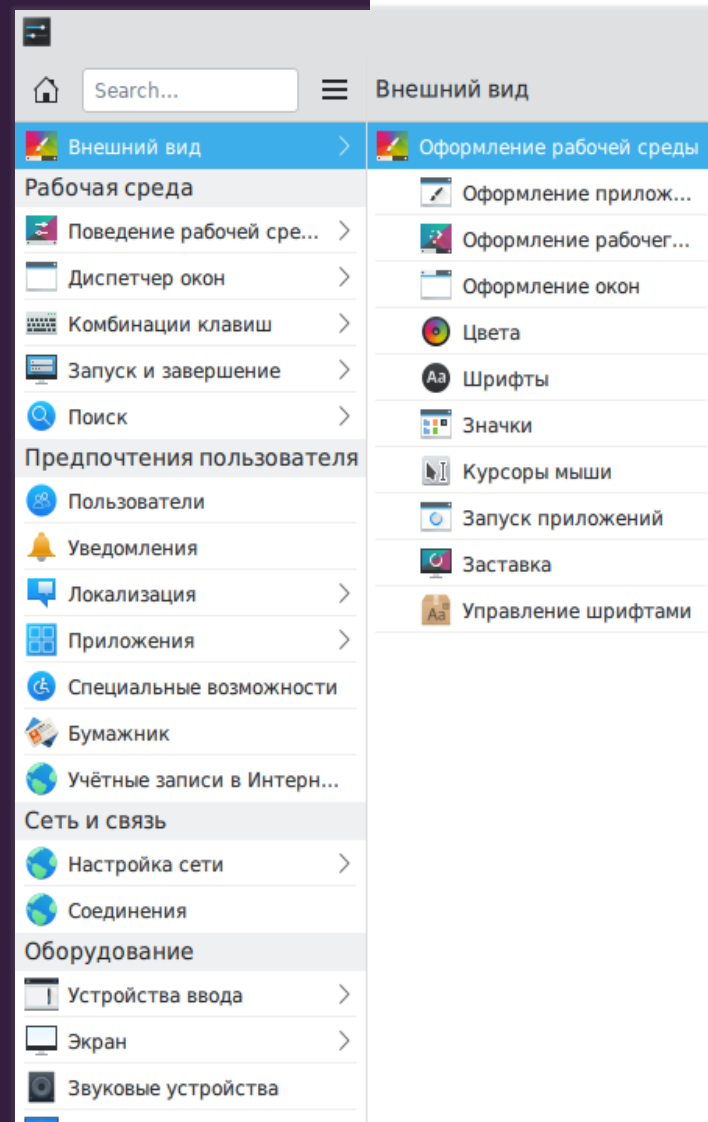 Search...
Внешний вид
Рабочая среда
Поведение рабочей сре...
Диспетчер окон
Комбинации клавиш
Запуск и завершение
Поиск
Предпочтения пользователя
Пользователи
Уведомления
Локализация
Приложения
Специальные возможности
Бумажник
Учётные записи в Интерн...
Сеть и связь
Настройка сети
Соединения
Оборудование
Устройства ввода
Экран
Звуковые устройства
Внешний вид
Оформление рабочей среды
Оформление прилож...
Оформление рабочег...
Оформление окон
Цвета
Aa Шрифты
Значки
Курсоры мыши
Запуск приложений
Заставка
Aa Управление шрифтами